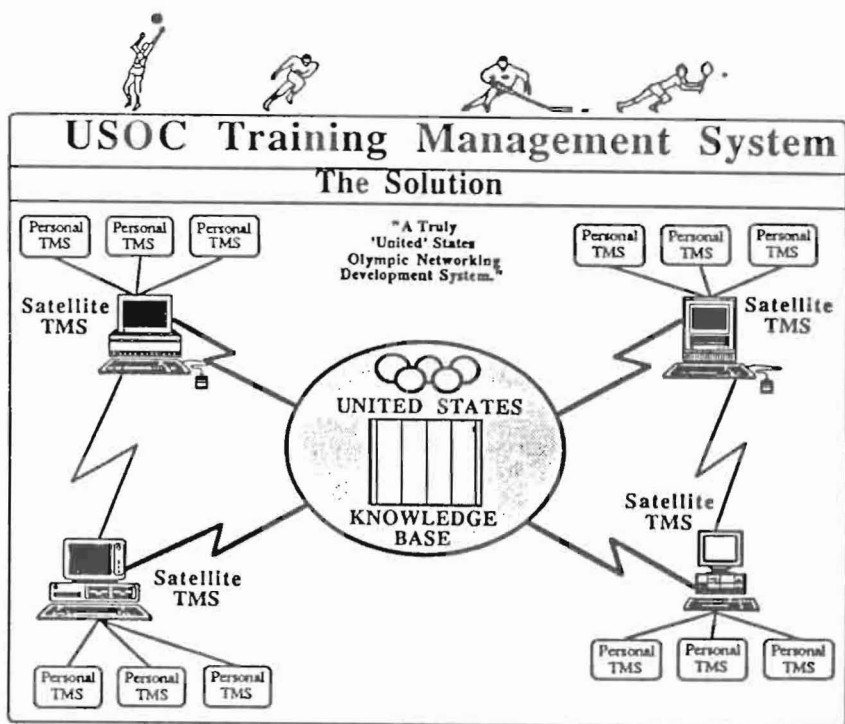 USOC Training Management System
The Solution
Personal
TMS
Personal
TMS
Personal
TMS
"A Truly
'United' States
Olympic Networking
Development System."
Personal
TMS
Personal
TMS
Personal
TMS
Satellite
TMS
Satellite
TMS
UNITED STATES
KNOWLEDGE
BASE
Satellite
TMS
Satellite
TMS
Personal
TMS
Personal
TMS
Personal
TMS
Personal
TMS
Personal
TMS
Personal
TMS